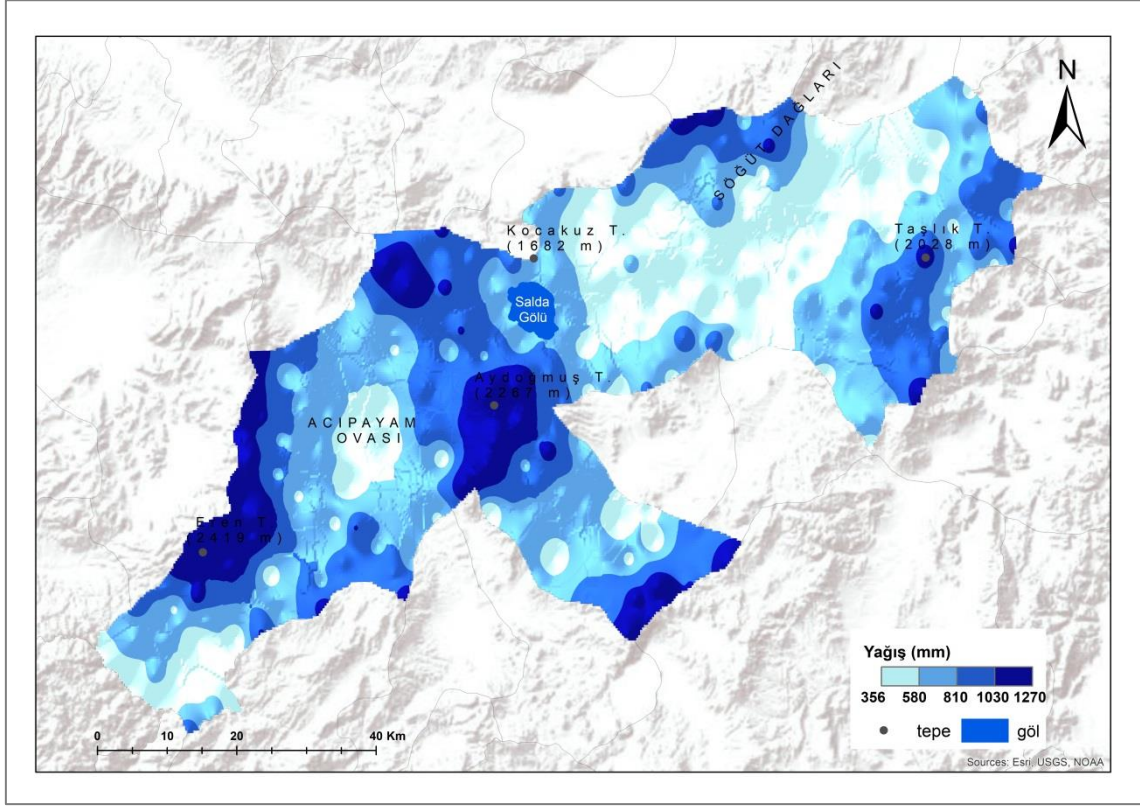 N
SÖĞÜT DAĞLARI
Kocakuz T.
(1682 m)
Taşlık T.
(2028 m)
Salda
Gölü
Aydoğmuş T.
(2267 m)
ACIPAYAM
OVASI
Eren T.
(2419 m)
Yağış (mm)
356 580 810 1030 1270
tepe göl
0 10 20 40 Km
Sources: Esri, USGS, NOAA